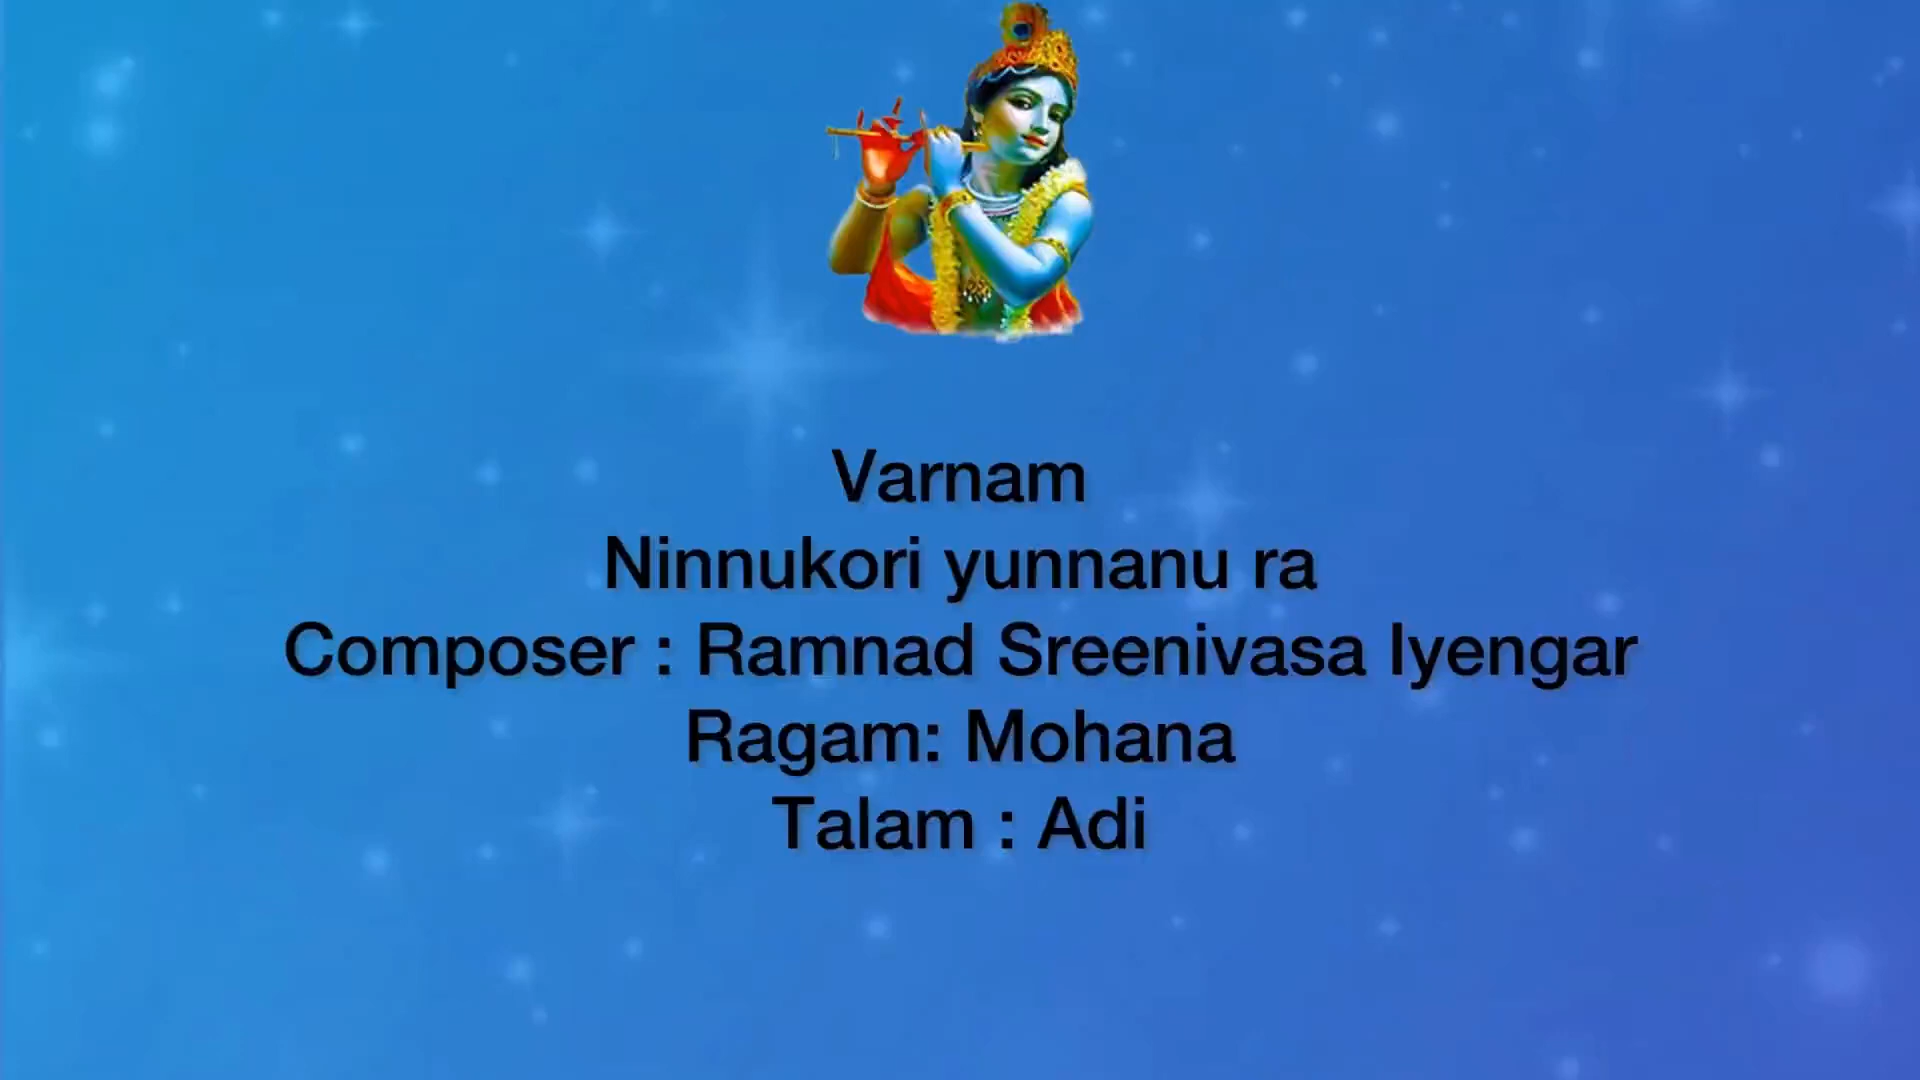 Varnam
Ninnukori yunnanu ra
Composer : Ramnad Sreenivasa Iyengar
Ragam: Mohana
Talam : Adi